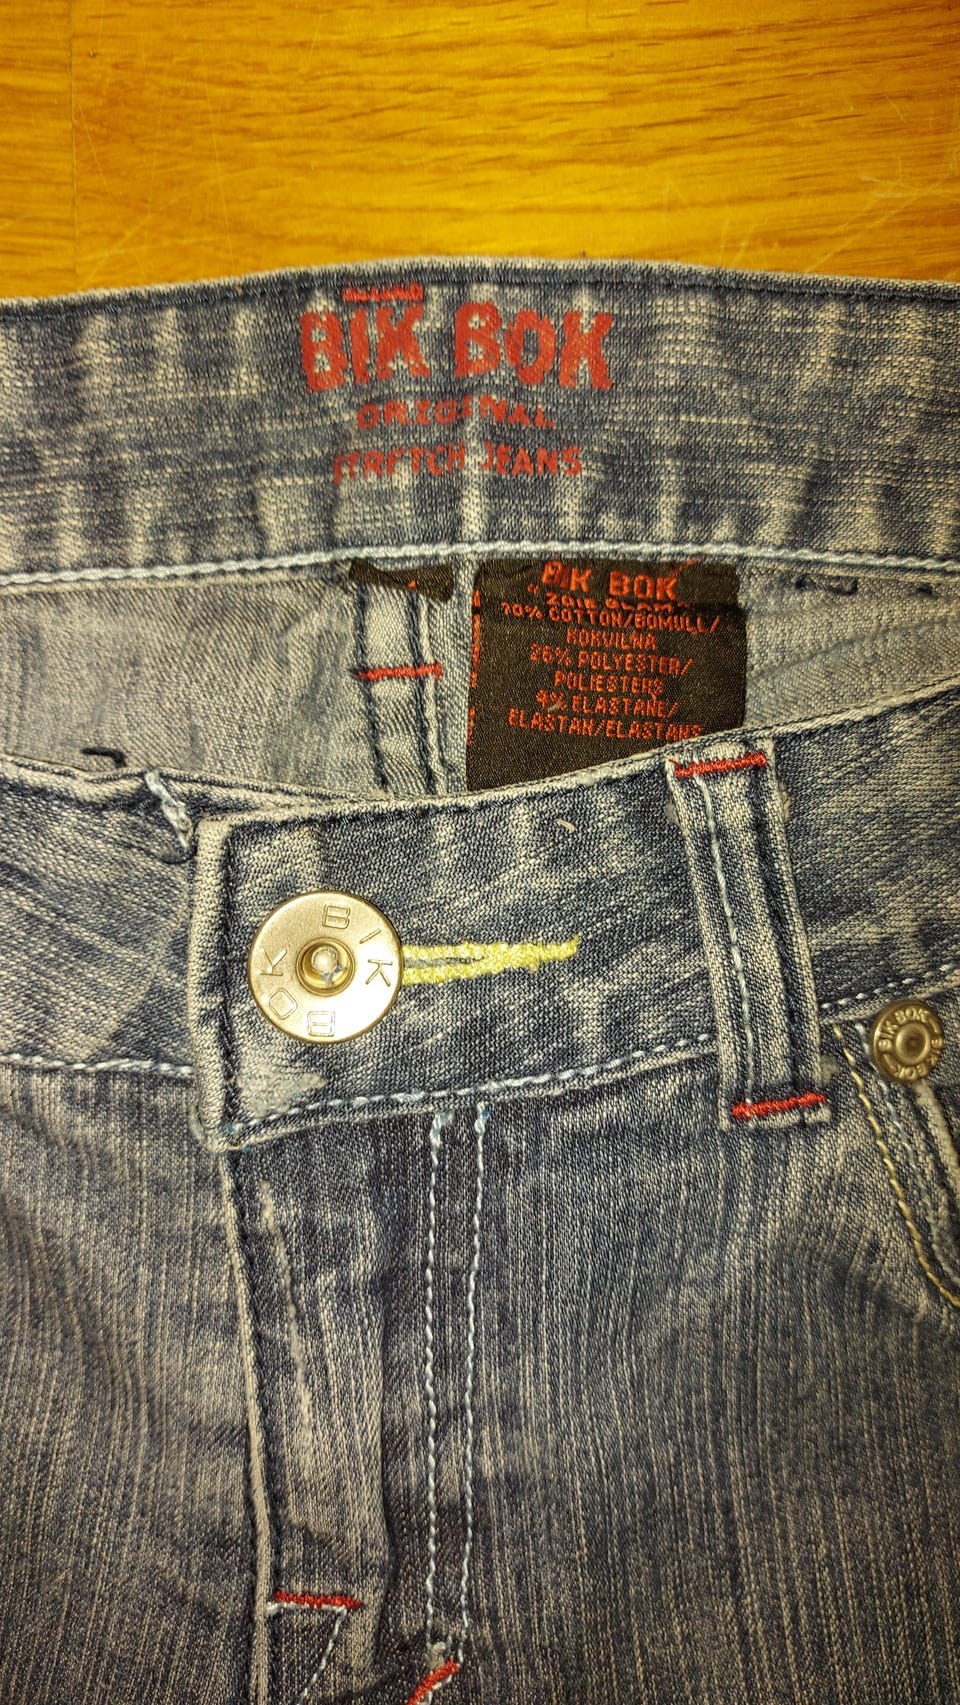 BIK BOK
ORIGINAL
STRETCH JEANS
BIK BOK
70% COTTON/BOMULL/
KOKVILNA
26% POLYESTER/
POLIESTERS
4% ELASTANE/
ELASTAN/ELASTANS
BIK BOK
BIK BOK BIK BOK